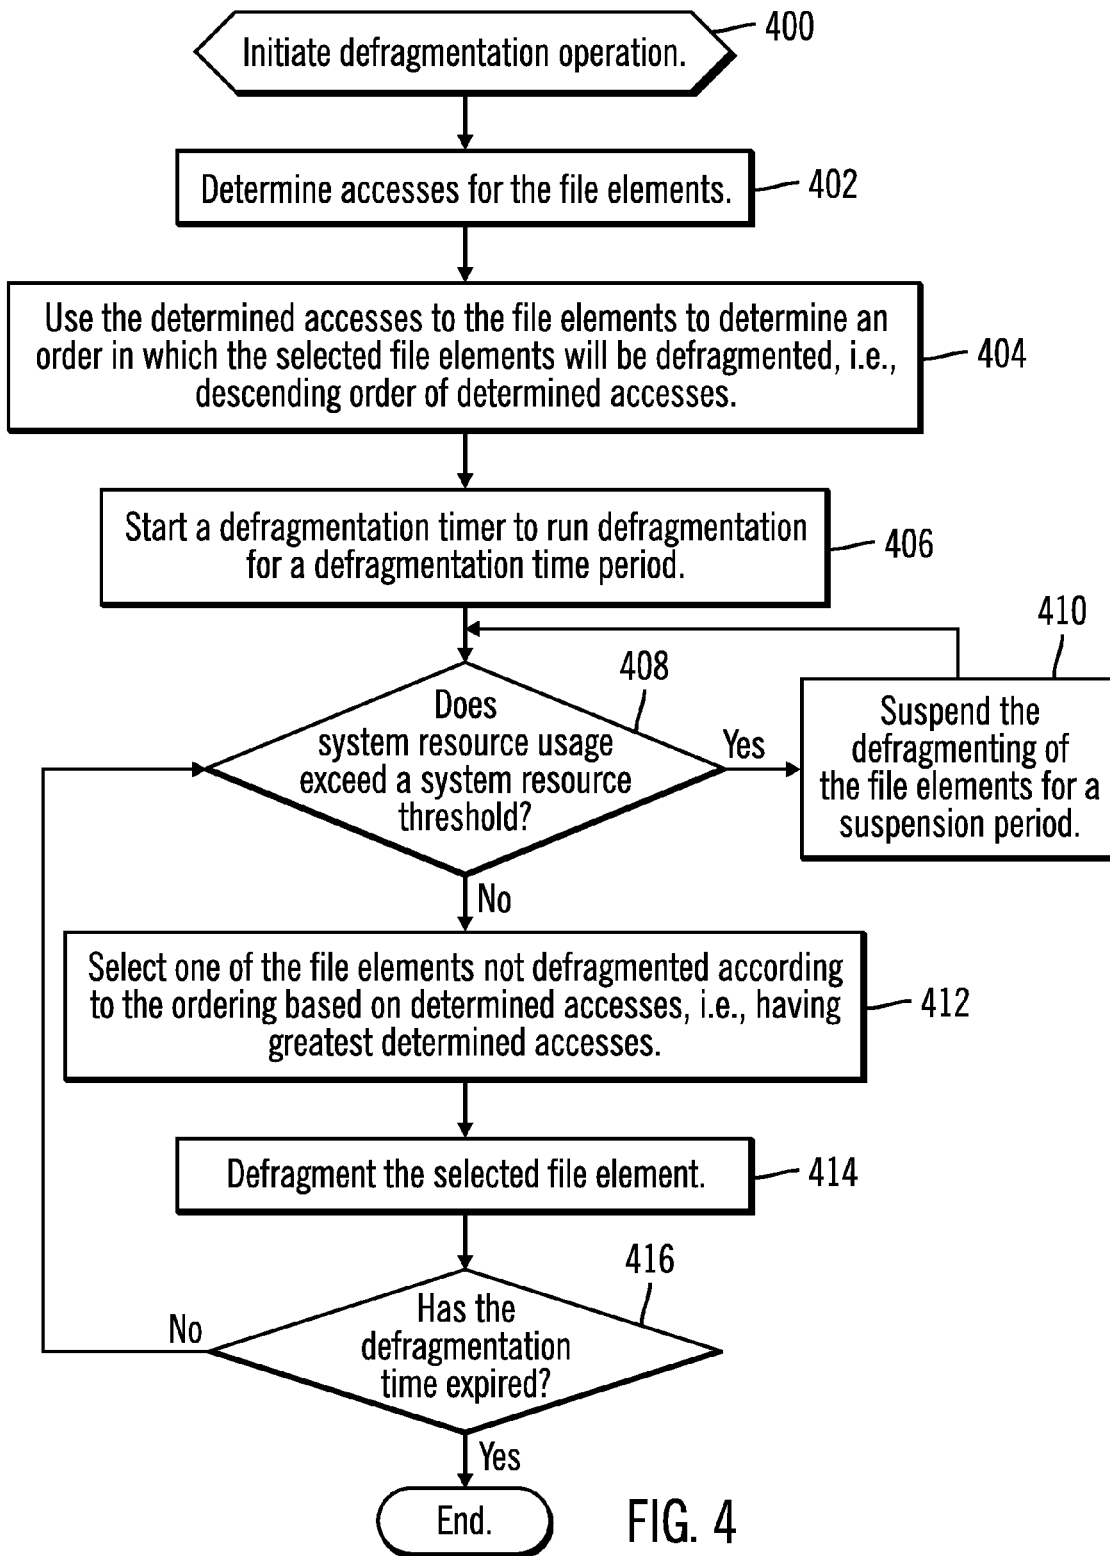 Initiate defragmentation operation.
400
Determine accesses for the file elements.
402
Use the determined accesses to the file elements to determine an
order in which the selected file elements will be defragmented, i.e.,
descending order of determined accesses.
404
Start a defragmentation timer to run defragmentation
for a defragmentation time period.
406
Does
system resource usage
exceed a system resource
threshold?
408
Yes
410
Suspend the
defragmenting of
the file elements for a
suspension period.
No
Select one of the file elements not defragmented according
to the ordering based on determined accesses, i.e., having
greatest determined accesses.
412
Defragment the selected file element.
414
Has the
defragmentation
time expired?
416
No
Yes
End.
FIG. 4